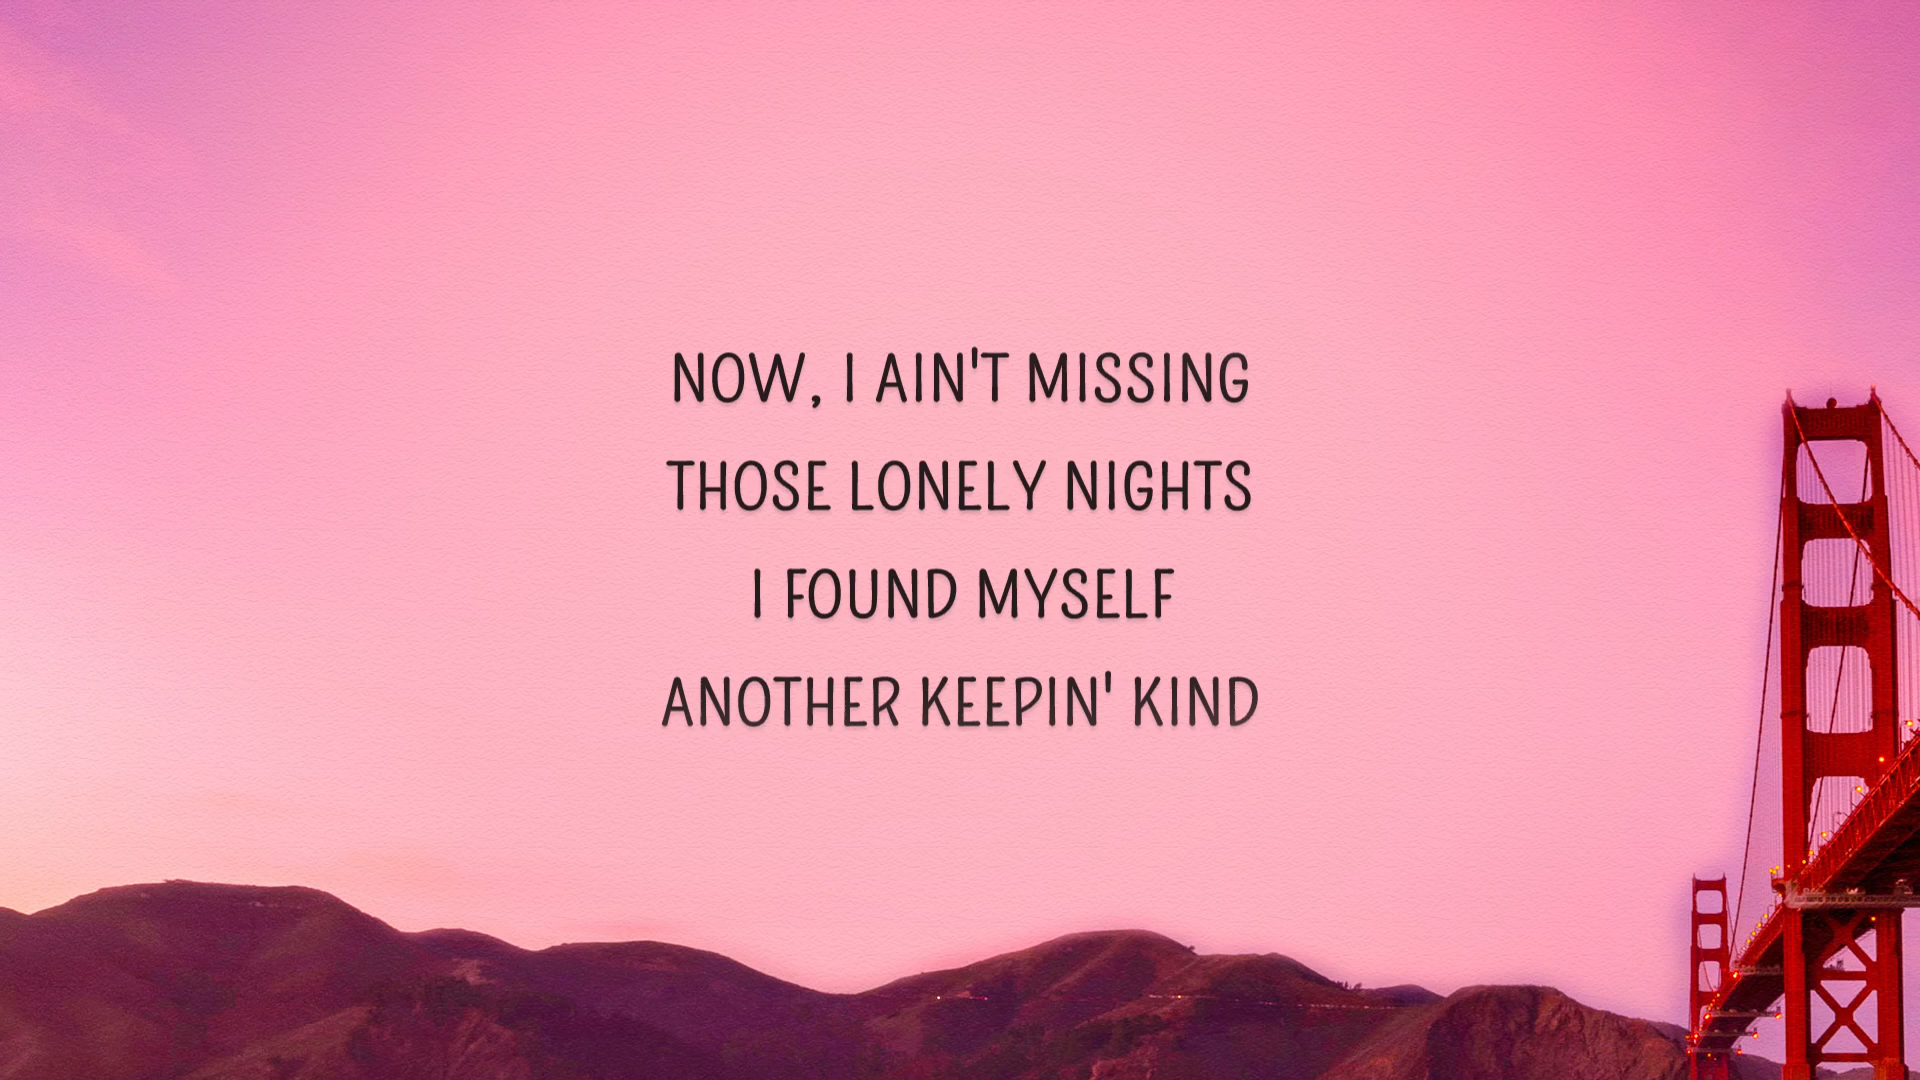 NOW, I AIN'T MISSING
THOSE LONELY NIGHTS
I FOUND MYSELF
ANOTHER KEEPIN' KIND